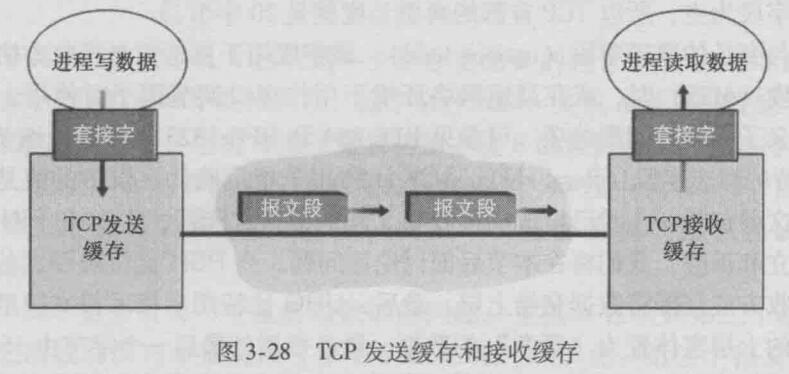 进程写数据
进程读取数据
套接字
套接字
报文段
报文段
TCP发送
缓存
TCP接收
缓存
图 3-28 TCP 发送缓存和接收缓存